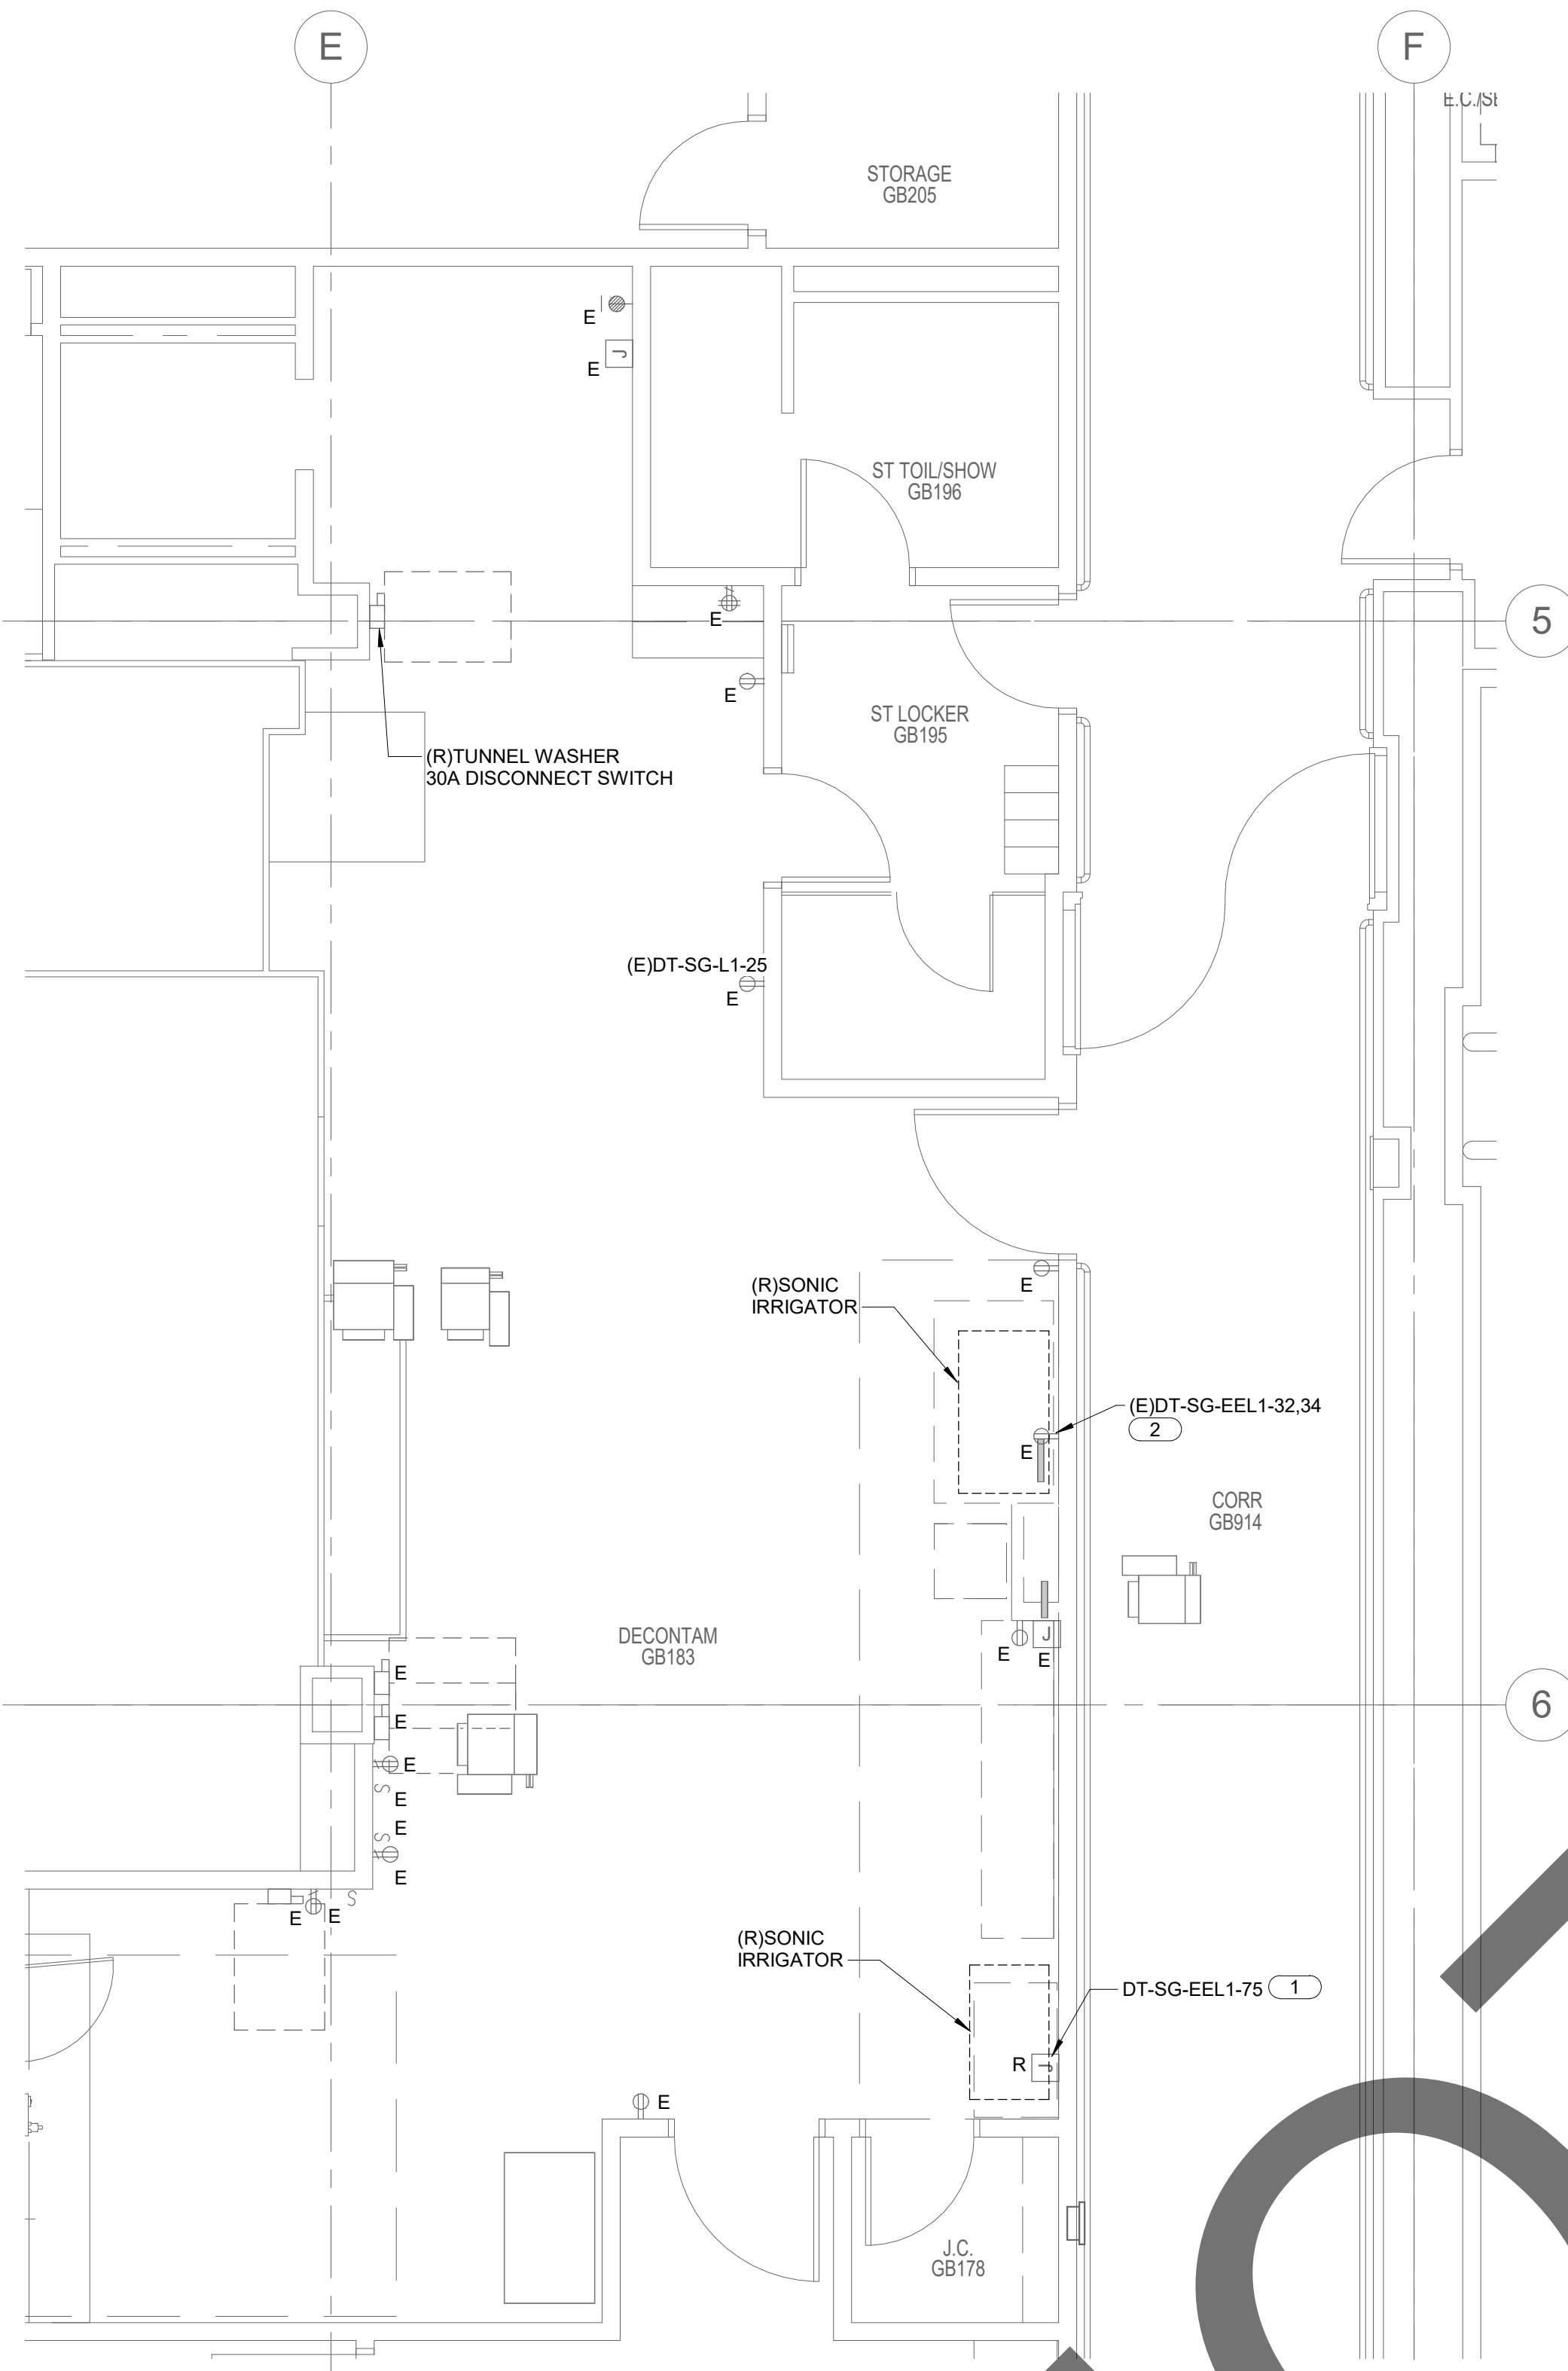 E
F
E.C./SE
STORAGE
GB205
E
J
E
ST TOIL/SHOW
GB196
E
5
E
ST LOCKER
GB195
(R)TUNNEL WASHER
30A DISCONNECT SWITCH
(E)DT-SG-L1-25
E
E
(R)SONIC
IRRIGATOR
(E)DT-SG-EEL1-32,34
2
E
CORR
GB914
DECONTAM
GB183
J
E
E
E
6
E
E
S
E
E
S
E
S
E
E
(R)SONIC
IRRIGATOR
DT-SG-EEL1-75
1
R
J
E
J.C.
GB178